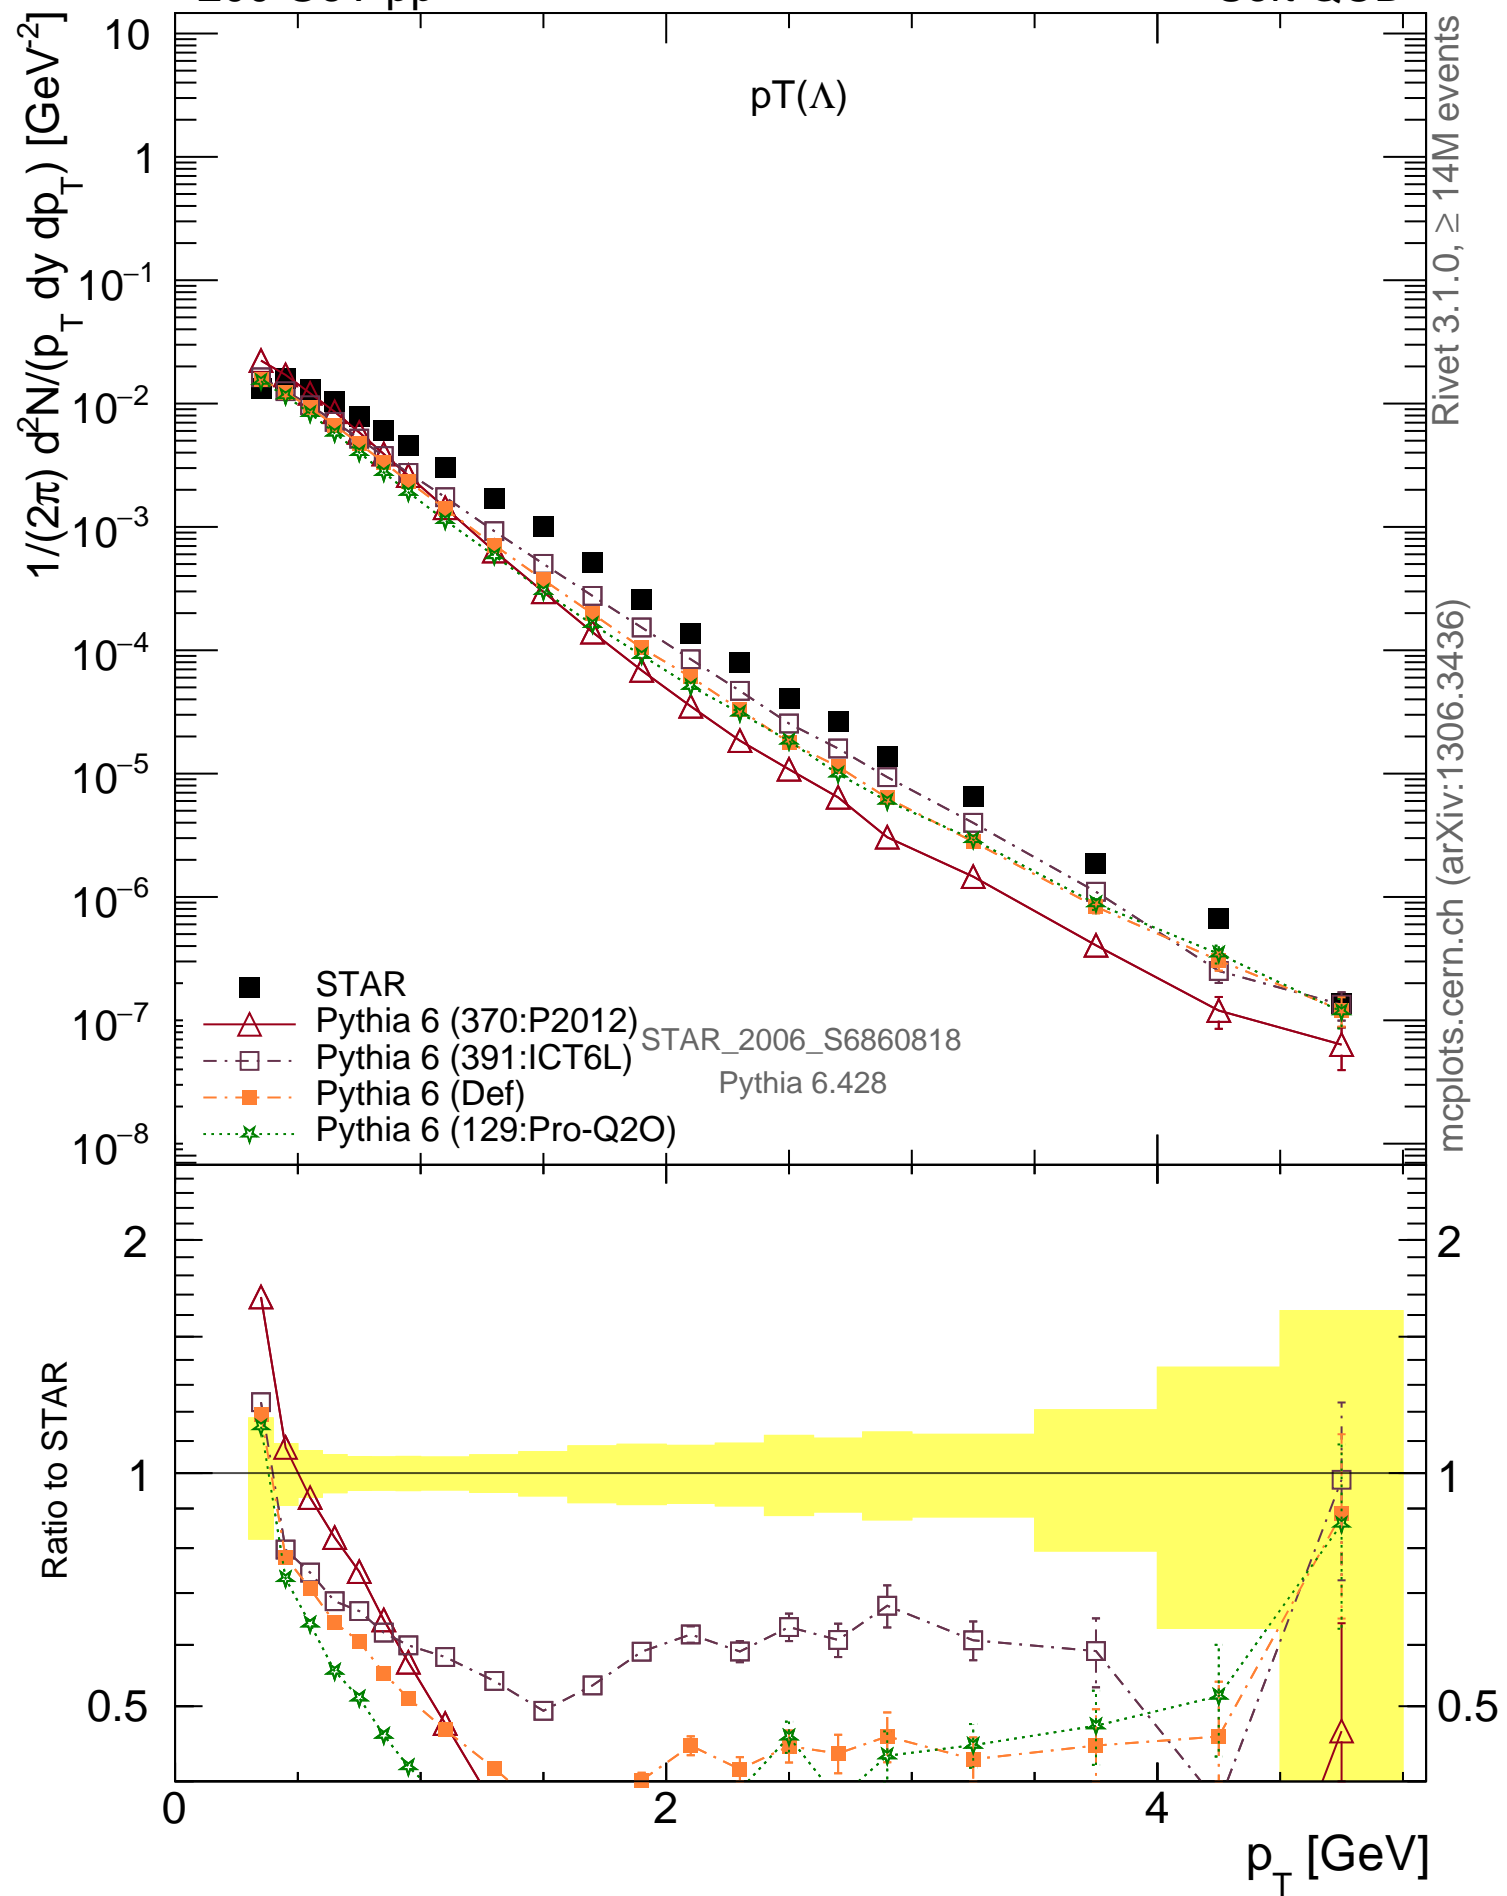 pT(Λ)
1/(2π) d²N/(p_T dy dp_T) [GeV⁻²]
10
1
10⁻¹
10⁻²
10⁻³
10⁻⁴
10⁻⁵
10⁻⁶
10⁻⁷
10⁻⁸
STAR
Pythia 6 (370:P2012)
Pythia 6 (391:ICT6L)
Pythia 6 (Def)
Pythia 6 (129:Pro-Q2O)
STAR_2006_S6860818
Pythia 6.428
Rivet 3.1.0, ≥ 14M events
mcplots.cern.ch (arXiv:1306.3436)
Ratio to STAR
2
1
0.5
2
1
0.5
0
2
4
p_T [GeV]